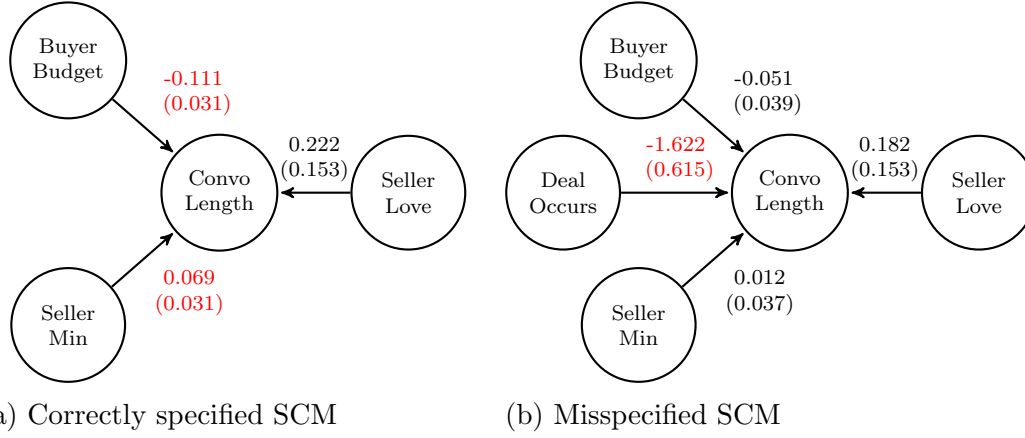 Buyer
Budget
-0.111
(0.031)
Convo
Length
0.222
(0.153)
Seller
Love
0.069
(0.031)
Seller
Min
a) Correctly specified SCM
Buyer
Budget
-0.051
(0.039)
Deal
Occurs
-1.622
(0.615)
Convo
Length
0.182
(0.153)
Seller
Love
0.012
(0.037)
Seller
Min
(b) Misspecified SCM